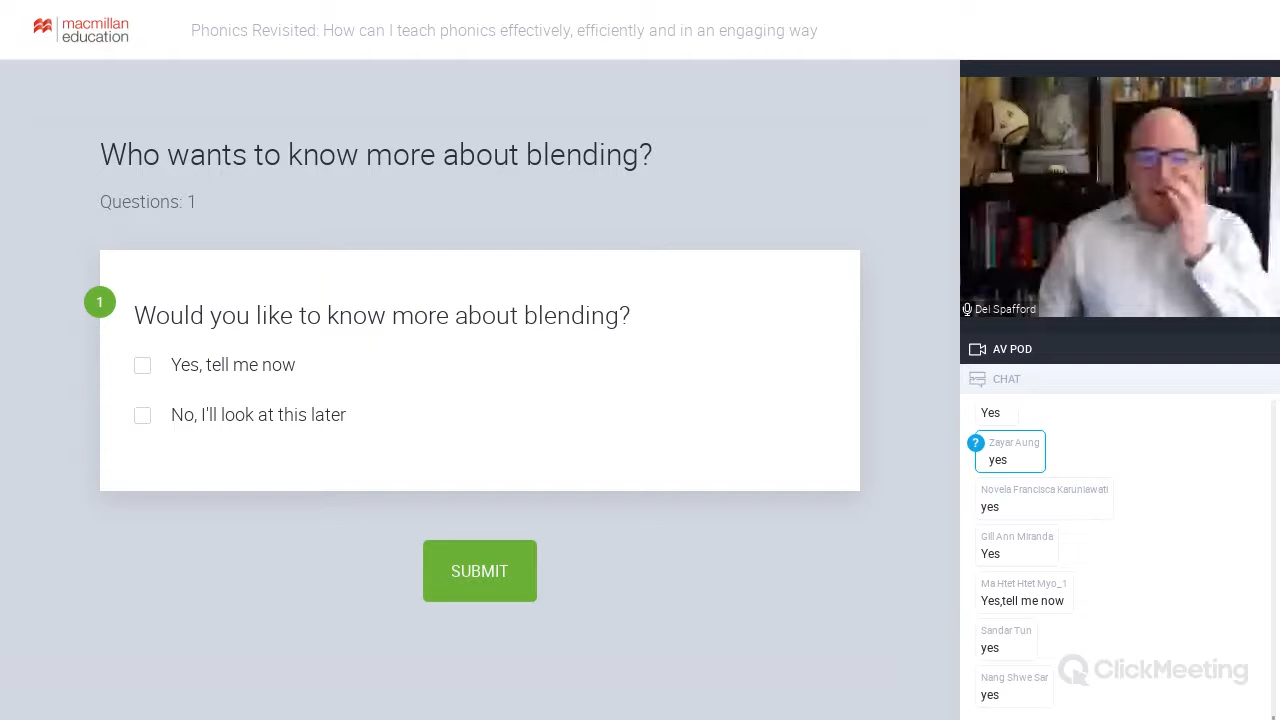 macmillan
education
Phonics Revisited: How can I teach phonics effectively, efficiently and in an engaging way
Who wants to know more about blending?
Questions: 1
1
Would you like to know more about blending?
Yes, tell me now
No, I'll look at this later
SUBMIT
Del Spafford
AV POD
CHAT
Yes
?
Zayar Aung
yes
Novela Francisca Karuniawati
yes
Gill Ann Miranda
Yes
Ma Htet Htet Myo_1
Yes,tell me now
Sandar Tun
yes
Nang Shwe Sar
yes
ClickMeeting